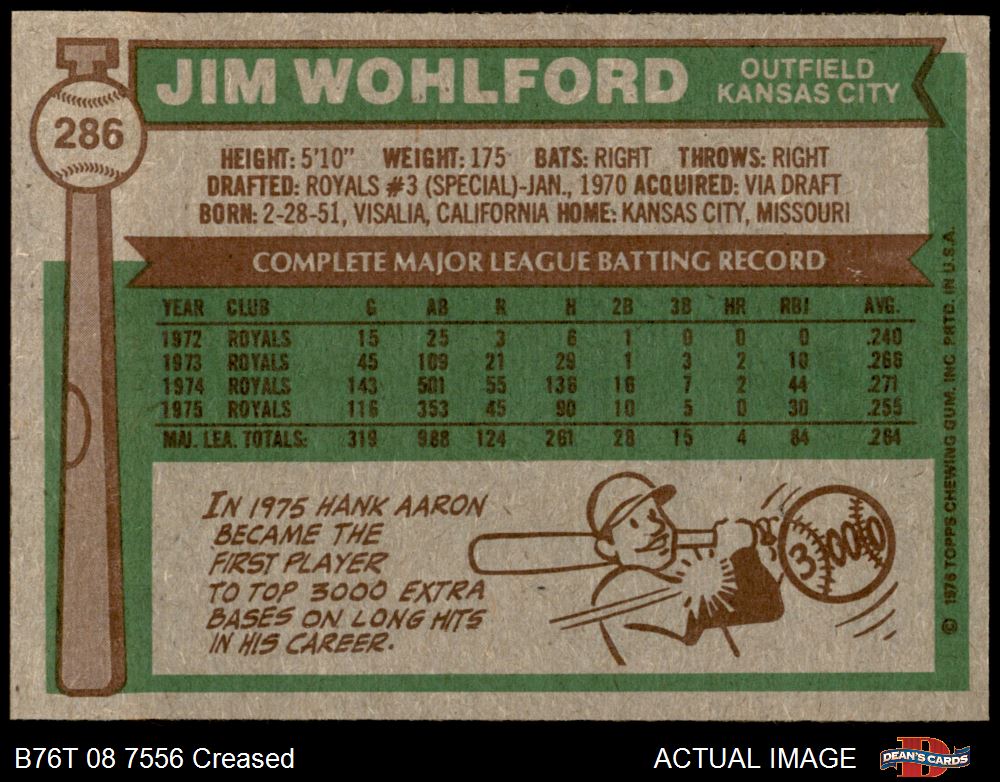 286
JIM WOHLFORD
OUTFIELD
KANSAS CITY
HEIGHT: 5'10" WEIGHT: 175 BATS: RIGHT THROWS: RIGHT
DRAFTED: ROYALS #3 (SPECIAL)-JAN., 1970 ACQUIRED: VIA DRAFT
BORN: 2-28-51, VISALIA, CALIFORNIA HOME: KANSAS CITY, MISSOURI
COMPLETE MAJOR LEAGUE BATTING RECORD
YEAR CLUB G AB R H 2B 3B HR RBI AVG.
1972 ROYALS 15 25 3 6 1 0 0 0 .240
1973 ROYALS 45 109 21 29 1 3 2 10 .266
1974 ROYALS 143 501 55 136 16 7 2 44 .271
1975 ROYALS 116 353 45 90 10 5 0 30 .255
MAJ. LEA. TOTALS: 319 988 124 261 28 15 4 84 .264
IN 1975 HANK AARON
BECAME THE
FIRST PLAYER
TO TOP 3000 EXTRA
BASES ON LONG HITS
IN HIS CAREER.
3,000
© 1976 TOPPS CHEWING GUM, INC. PRTD. IN U.S.A.
B76T 08 7556 Creased
ACTUAL IMAGE
DEAN'S CARDS